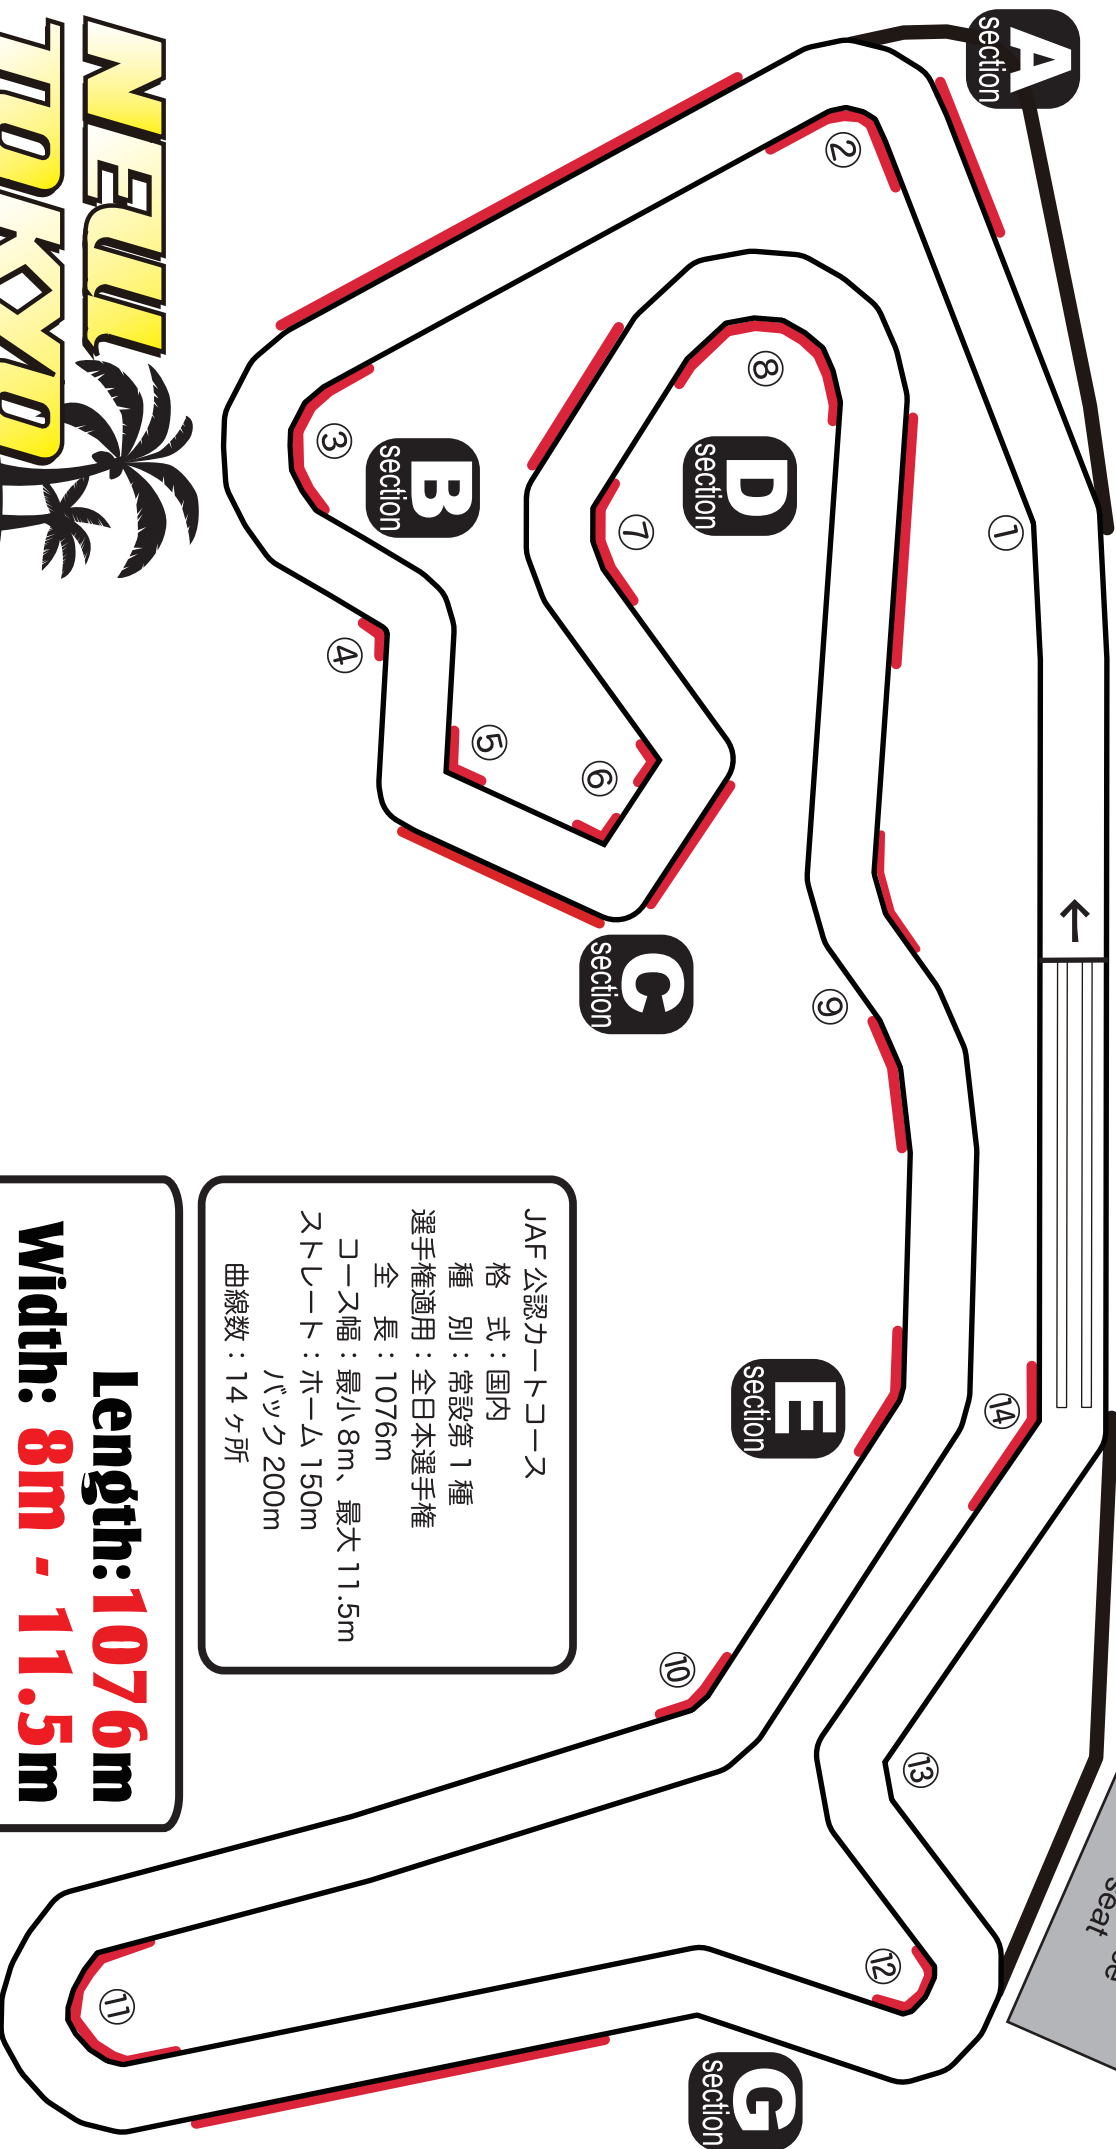 NEUU
TOKYO
A
section
B
section
C
section
D
section
E
section
G
section
①
②
③
④
⑤
⑥
⑦
⑧
⑨
⑩
⑪
⑫
⑬
⑭
JAF 公認カートコース
格 式：国内
種 別：常設第 1 種
選手権適用：全日本選手権
全 長：1076m
コース幅：最小 8m、最大 11.5m
ストレート：ホーム 150m
バック 200m
曲線数：14 ヶ所
Length:1076m
Width: 8m - 11.5m
seat